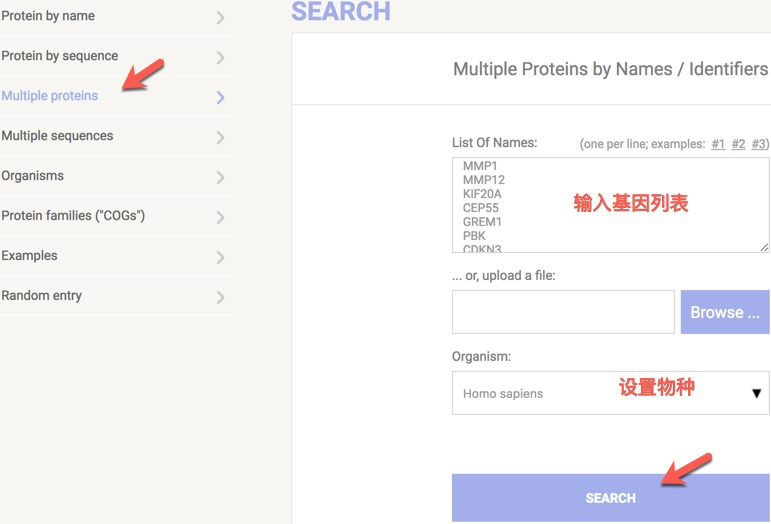 Protein by name
Protein by sequence
Multiple proteins
Multiple sequences
Organisms
Protein families ("COGs")
Examples
Random entry
SEARCH
Multiple Proteins by Names / Identifiers
List Of Names:
(one per line; examples: #1 #2 #3)
MMP1
MMP12
KIF20A
CEP55
GREM1
PBK
CDKN3
输入基因列表
... or, upload a file:
Browse ...
Organism:
Homo sapiens
设置物种
SEARCH